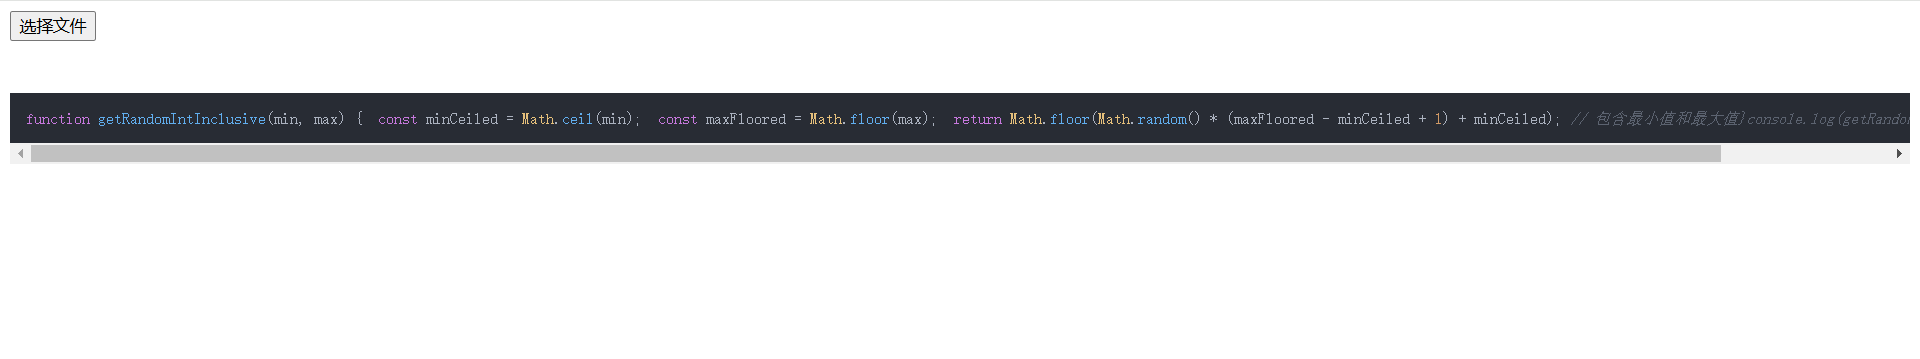 选择文件
function getRandomIntInclusive(min, max) {  const minCeiled = Math.ceil(min);  const maxFloored = Math.floor(max);  return Math.floor(Math.random() * (maxFloored - minCeiled + 1) + minCeiled); // 包含最小值和最大值}console.log(getRandom